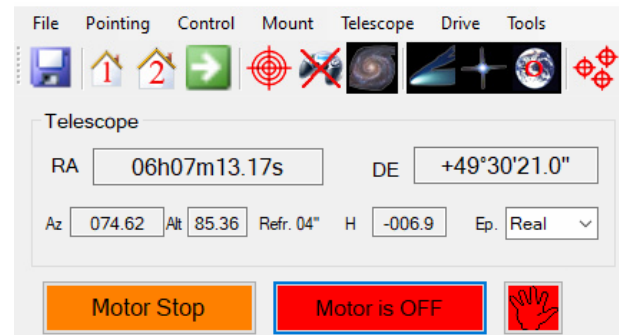 File Pointing Control Mount Telescope Drive Tools
1 2
Telescope
RA 06h07m13.17s DE +49°30'21.0"
Az 074.62 Alt 85.36 Refr. 04" H -006.9 Ep. Real
Motor Stop Motor is OFF